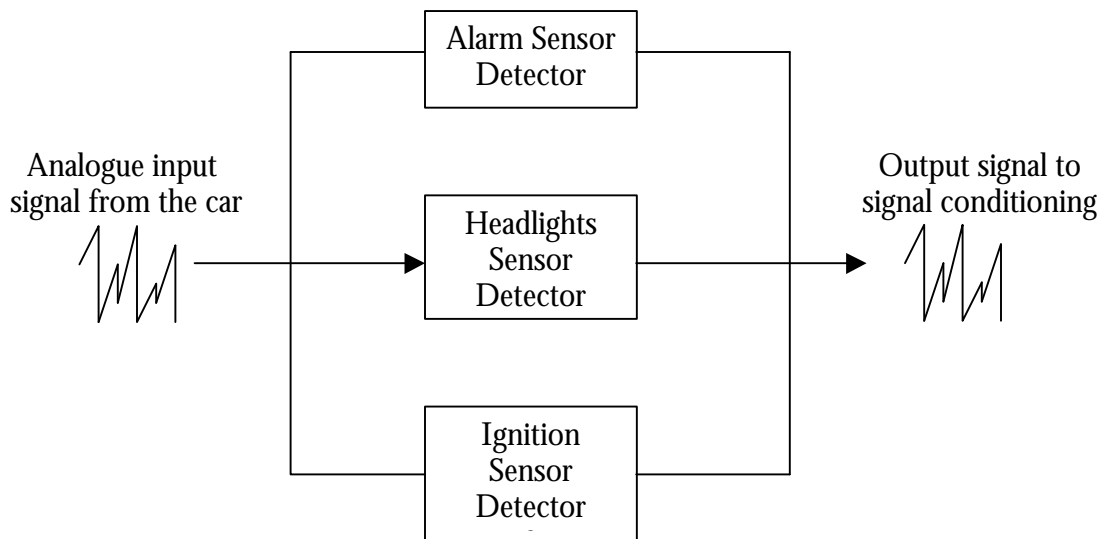 Alarm Sensor
Detector
Analogue input
signal from the car
Headlights
Sensor
Detector
Output signal to
signal conditioning
Ignition
Sensor
Detector